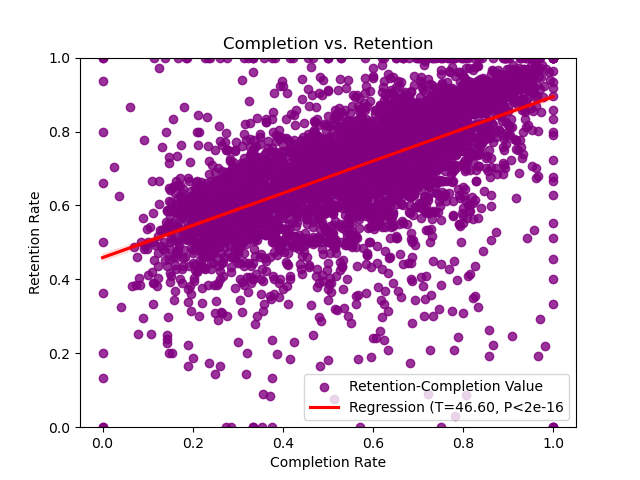 Completion vs. Retention
Retention Rate
1.0
0.8
0.6
0.4
0.2
0.0
Retention-Completion Value
Regression (T=46.60, P<2e-16
0.0 0.2 0.4 0.6 0.8 1.0
Completion Rate